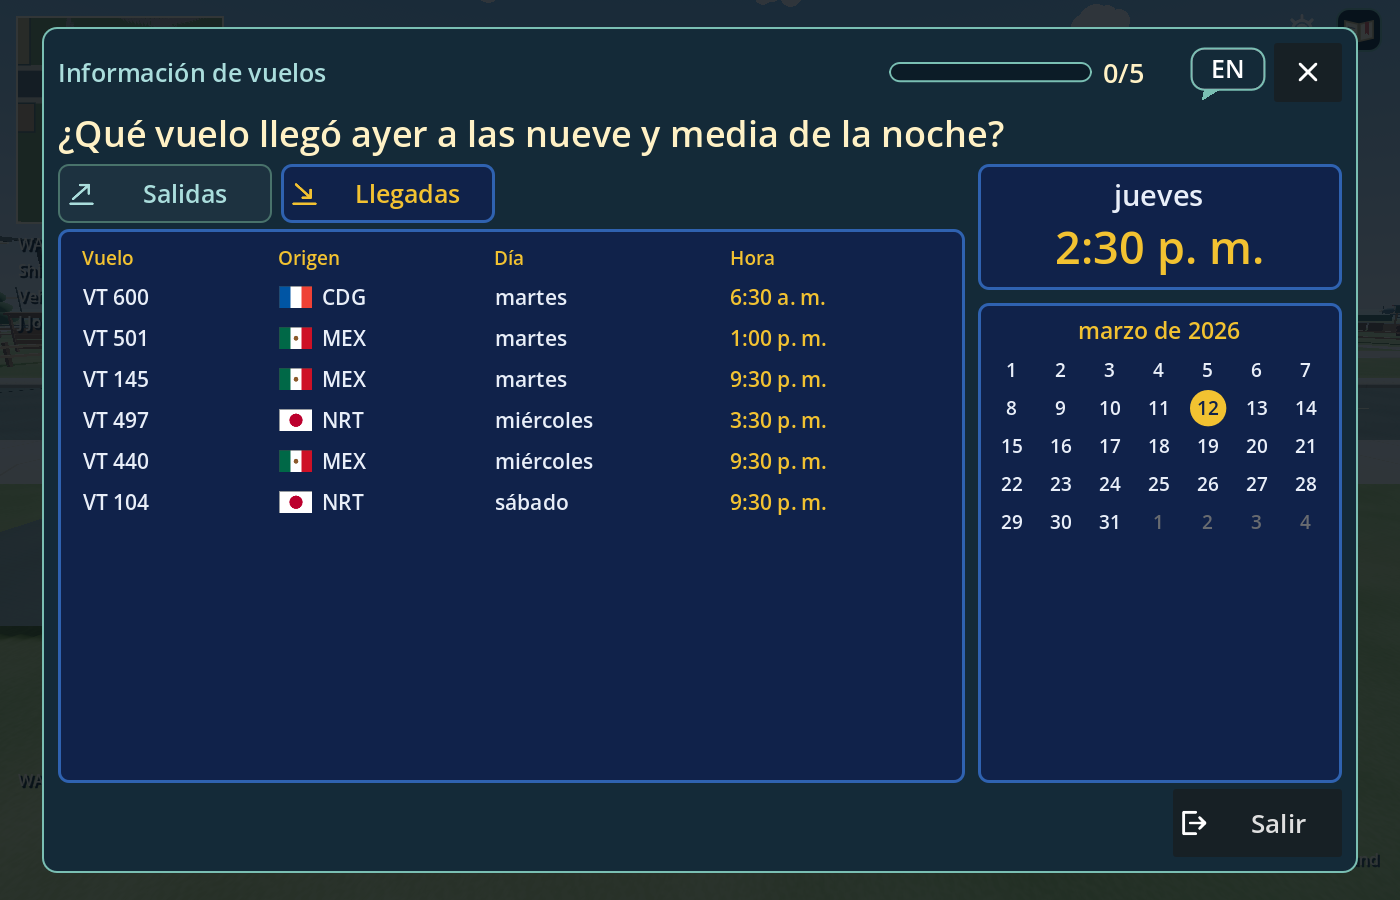 Información de vuelos
0/5
EN
¿Qué vuelo llegó ayer a las nueve y media de la noche?
Salidas
Llegadas
Vuelo Origen Día Hora
VT 600 CDG martes 6:30 a. m.
VT 501 MEX martes 1:00 p. m.
VT 145 MEX martes 9:30 p. m.
VT 497 NRT miércoles 3:30 p. m.
VT 440 MEX miércoles 9:30 p. m.
VT 104 NRT sábado 9:30 p. m.
jueves
2:30 p. m.
marzo de 2026
1 2 3 4 5 6 7
8 9 10 11 12 13 14
15 16 17 18 19 20 21
22 23 24 25 26 27 28
29 30 31 1 2 3 4
Salir